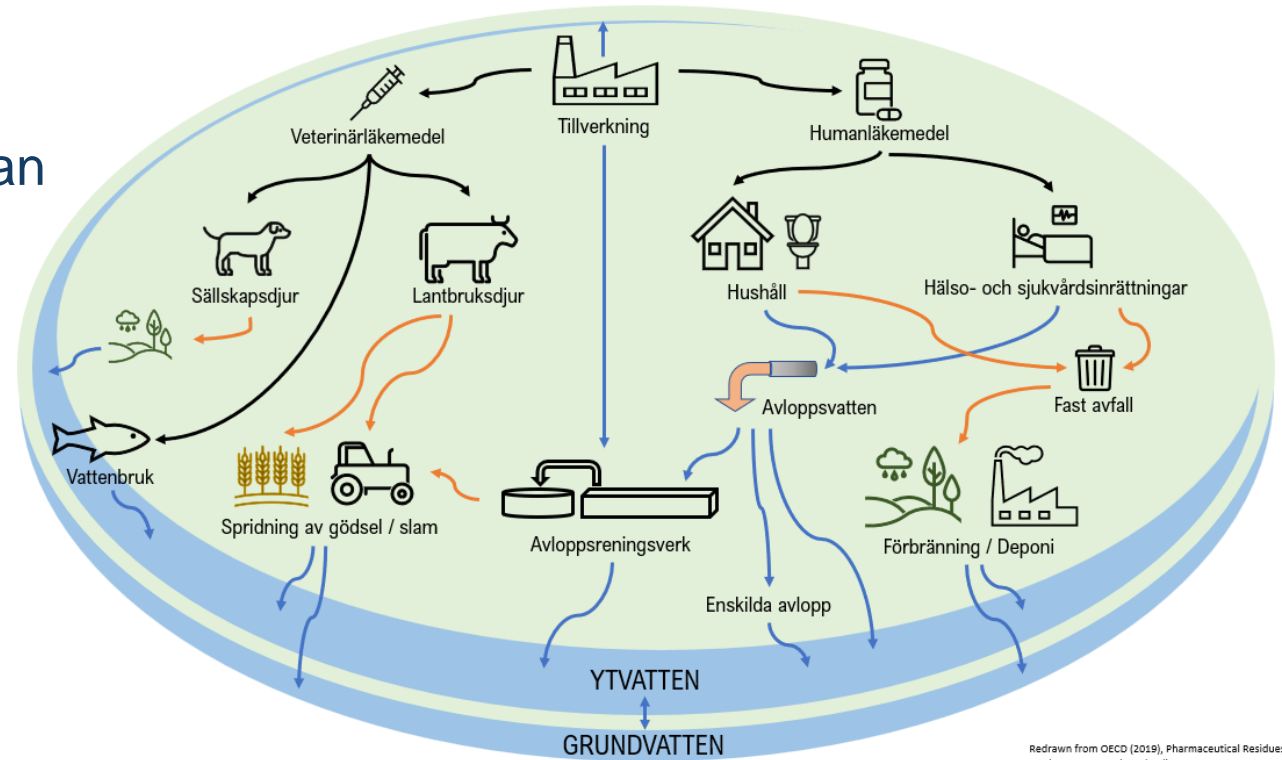 an
Tillverkning
Veterinärläkemedel
Humanläkemedel
Sällskapsdjur
Lantbruksdjur
Hushåll
Hälso- och sjukvårdsinrättningar
Avloppsvatten
Fast avfall
Vattenbruk
Spridning av gödsel / slam
Avloppsreningsverk
Förbränning / Deponi
Enskilda avlopp
YTVATTEN
GRUNDVATTEN
Redrawn from OECD (2019), Pharmaceutical Residues